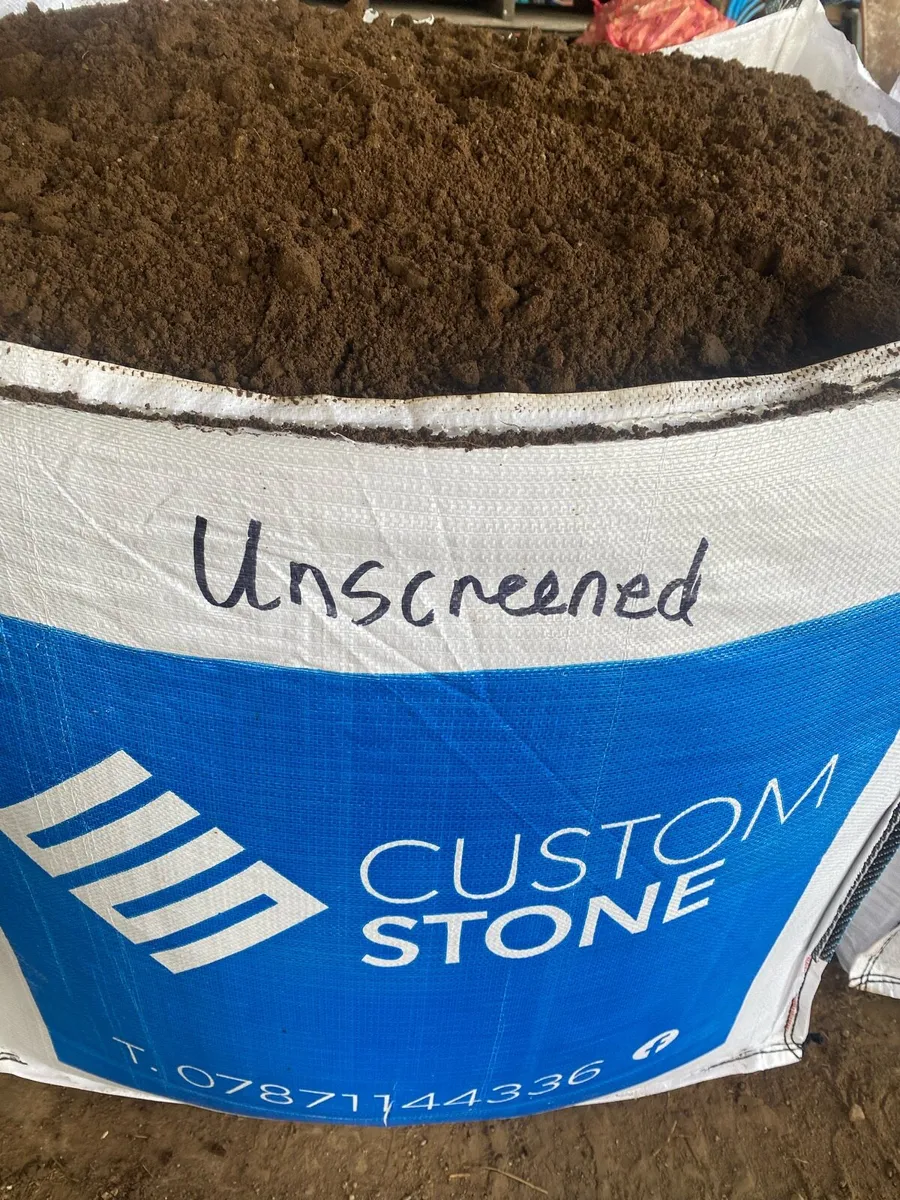 Unscreened
CUSTOM
STONE
T. 07871144336